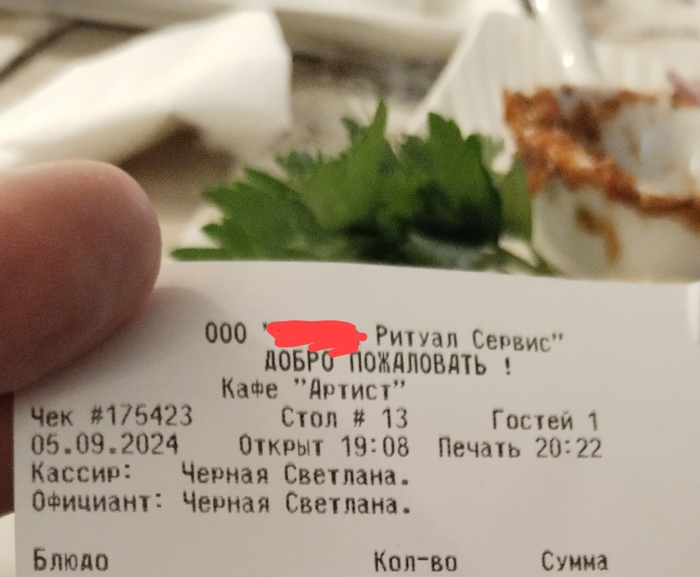 ООО " Ритуал Сервис"
ДОБРО ПОЖАЛОВАТЬ !
Кафе "Артист"
Чек #175423 Стол # 13 Гостей 1
05.09.2024 Открыт 19:08 Печать 20:22
Кассир: Черная Светлана.
Официант: Черная Светлана.
Блюдо Кол-во Сумма